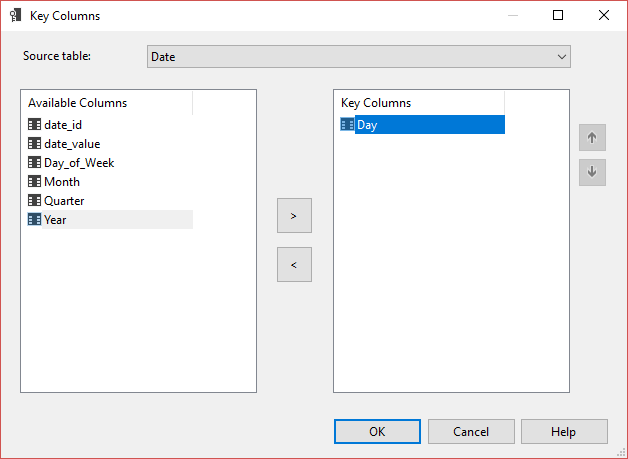 Key Columns
Source table:
Date
Available Columns
date_id
date_value
Day_of_Week
Month
Quarter
Year
>
<
Key Columns
Day
OK
Cancel
Help